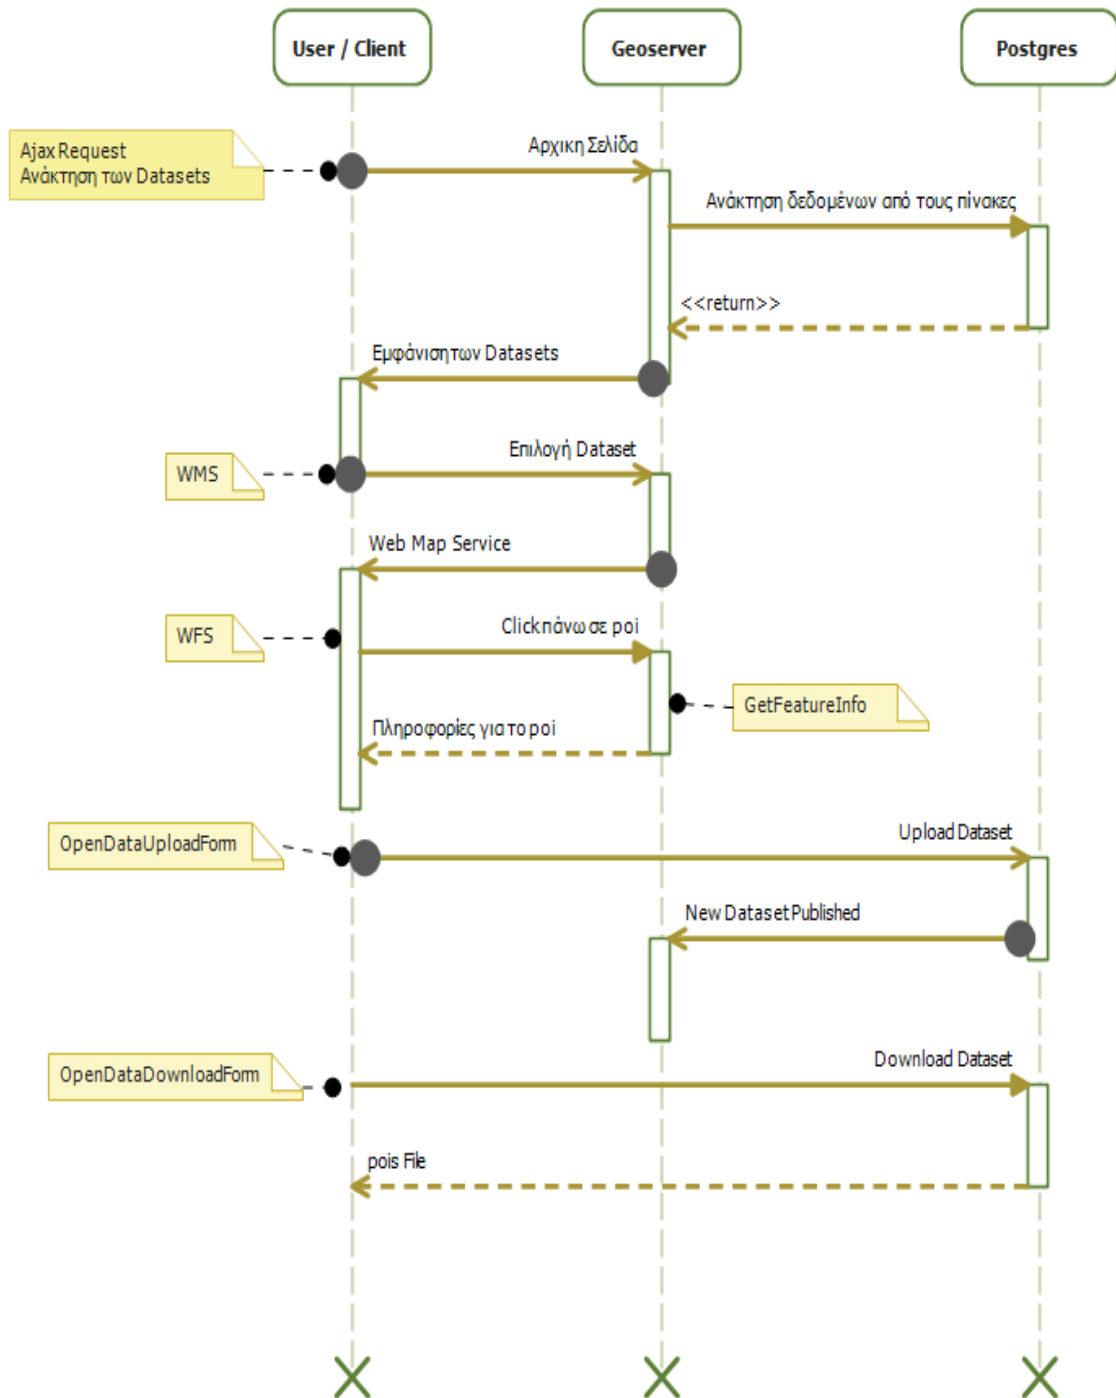 User / Client
Geoserver
Postgres
Ajax Request
Ανάκτηση των Datasets
Αρχικη Σελίδα
Ανάκτηση δεδομένων από τους πίνακες
<<return>>
Εμφάνιση των Datasets
WMS
Επιλογή Dataset
Web Map Service
WFS
Click πάνω σε poi
GetFeatureInfo
Πληροφορίες για το poi
OpenDataUploadForm
Upload Dataset
New Dataset Published
OpenDataDownloadForm
Download Dataset
pois File